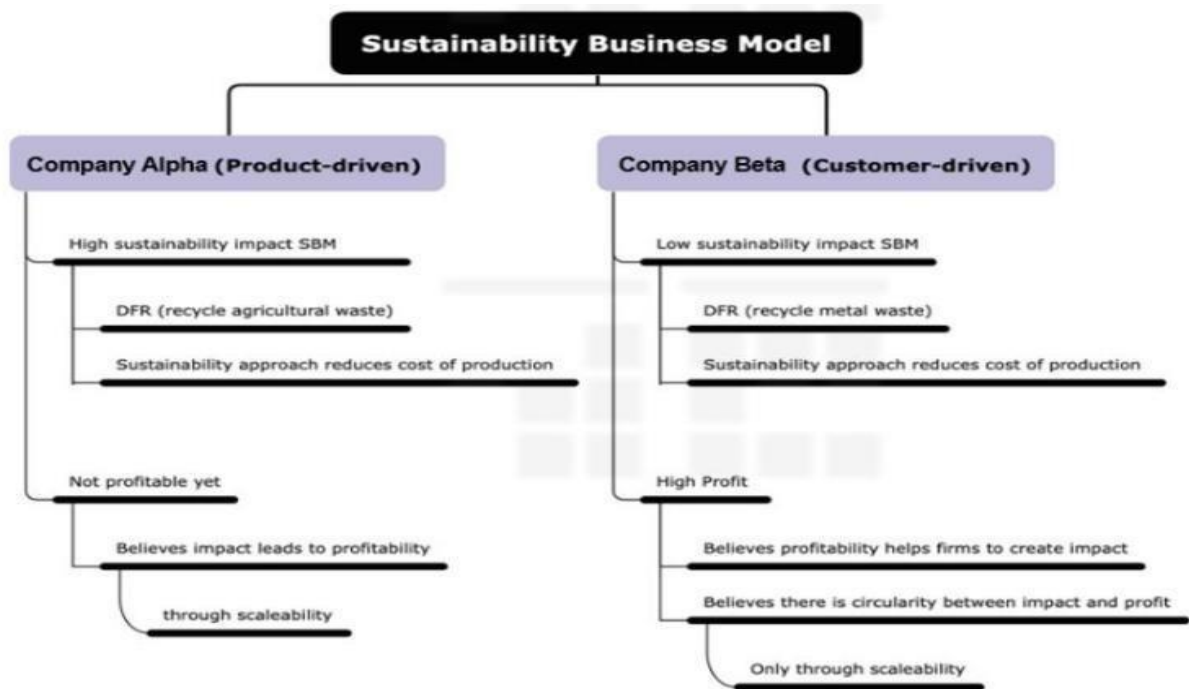 Sustainability Business Model
Company Alpha (Product-driven)
High sustainability impact SBM
DFR (recycle agricultural waste)
Sustainability approach reduces cost of production
Not profitable yet
Believes impact leads to profitability
through scaleability
Company Beta (Customer-driven)
Low sustainability impact SBM
DFR (recycle metal waste)
Sustainability approach reduces cost of production
High Profit
Believes profitability helps firms to create impact
Believes there is circularity between impact and profit
Only through scaleability